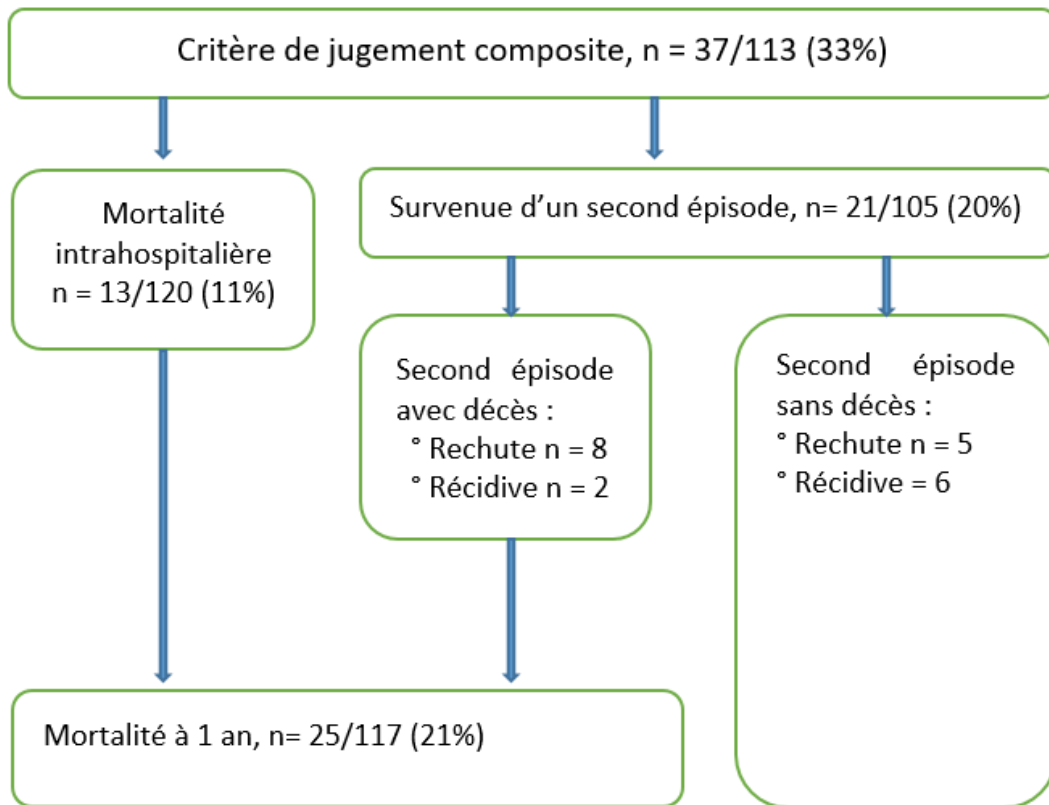 Critère de jugement composite, n = 37/113 (33%)
Mortalité
intrahospitalière
n = 13/120 (11%)
Survenue d’un second épisode, n= 21/105 (20%)
Second épisode
avec décès :
° Rechute n = 8
° Récidive n = 2
Second épisode
sans décès :
° Rechute n = 5
° Récidive = 6
Mortalité à 1 an, n= 25/117 (21%)